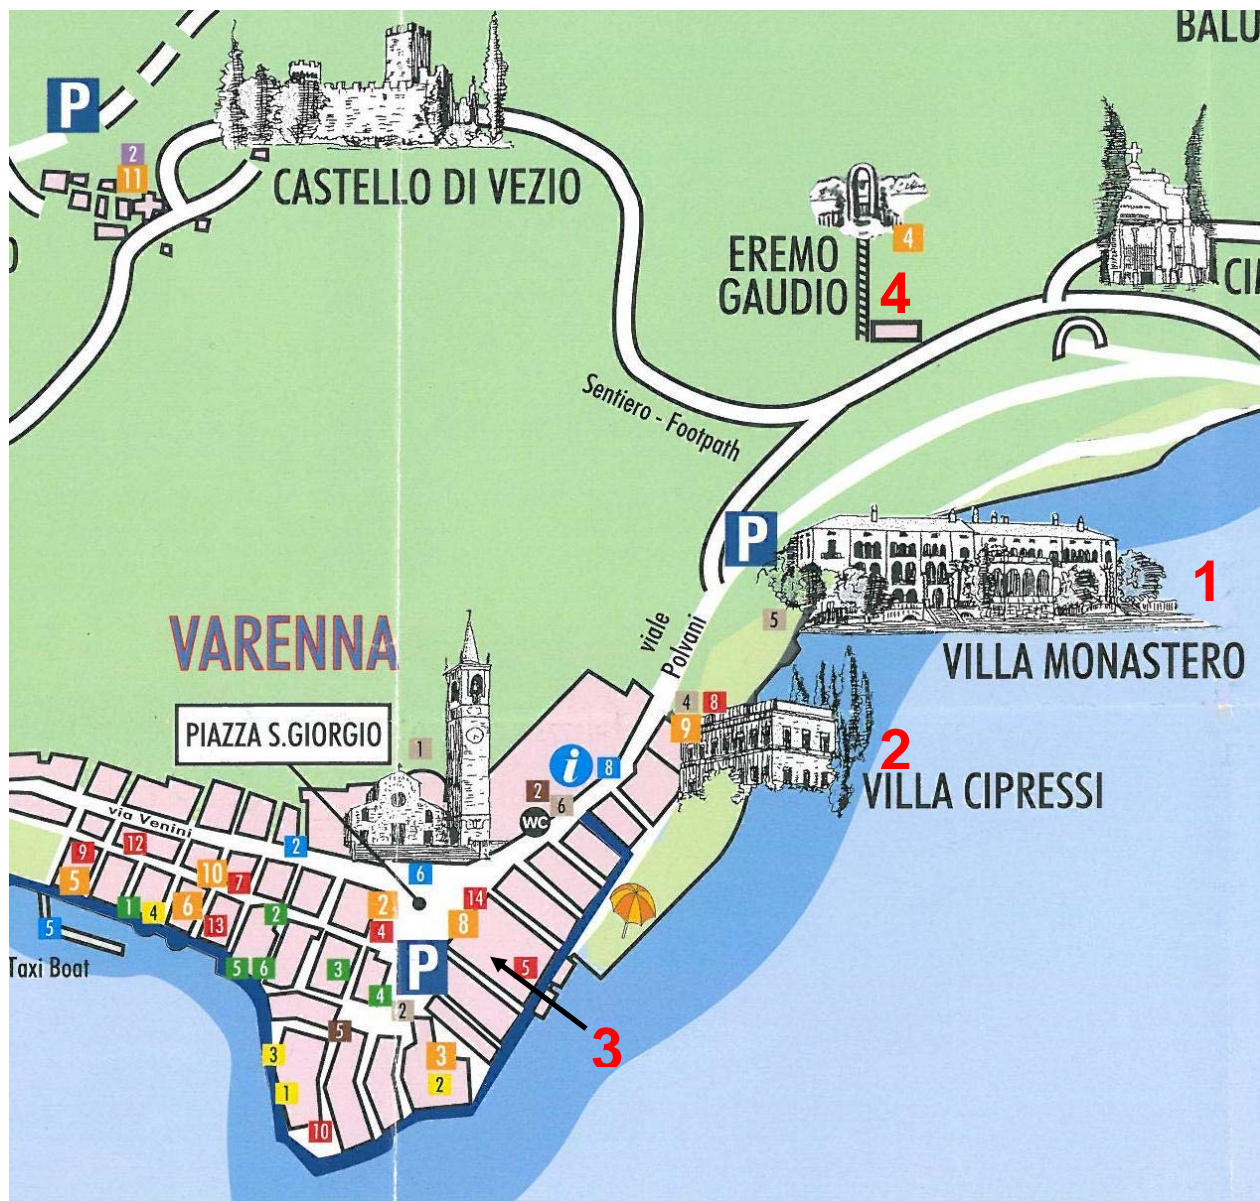 BALU
P
2
11
CASTELLO DI VEZIO
4
EREMO
GAUDIO
4
CI
Sentiero - Footpath
P
1
5
viale
Polvani
VARENNA
VILLA MONASTERO
4
8
9
PIAZZA S.GIORGIO
1
2
i
8
VILLA CIPRESSI
2
6
WC
via Venini
12
2
9
5
10
7
6
14
2
8
1
4
6
13
2
4
5
Taxi Boat
P
5
5
6
3
4
2
3
5
3
3
1
2
10